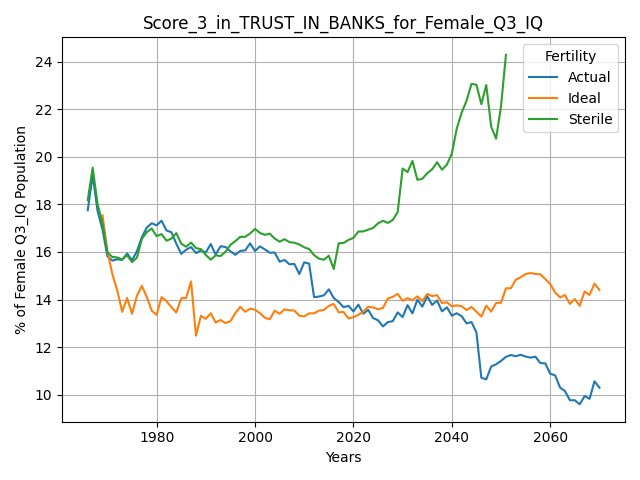 Score_3_in_TRUST_IN_BANKS_for_Female_Q3_IQ
% of Female Q3_IQ Population
24
22
20
18
16
14
12
10
Fertility
Actual
Ideal
Sterile
1980 2000 2020 2040 2060
Years